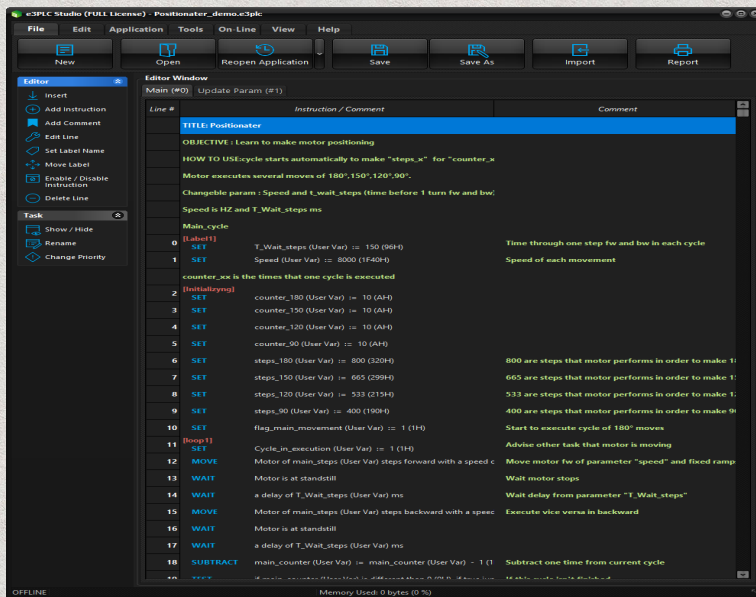 e3PLC Studio (FULL License) - Positionater_demo.e3plc
File Edit Application Tools On-Line View Help
New Open Reopen Application Save Save As Import Report
Editor
Insert
Add Instruction
Add Comment
Edit Line
Set Label Name
Move Label
Enable / Disable
Instruction
Delete Line
Task
Show / Hide
Rename
Change Priority
Editor Window
Main (#0) Update Param (#1)
Line # Instruction / Comment Comment
TITLE: Positionater
OBJECTIVE : Learn to make motor positioning
HOW TO USE:cycle starts automatically to make "steps_x" for "counter_x
Motor executes several moves of 180°,150°,120°,90°.
Changeble param : Speed and t_wait_steps (time before 1 turn fw and bw)
Speed is HZ and T_Wait_steps ms
Main_cycle
[Label1]
0 SET T_Wait_steps (User Var) := 150 (96H) Time through one step fw and bw in each cycle
1 SET Speed (User Var) := 8000 (1F40H) Speed of each movement
counter_xx is the times that one cycle is executed
[Initializyng]
2 SET counter_180 (User Var) := 10 (AH)
3 SET counter_150 (User Var) := 10 (AH)
4 SET counter_120 (User Var) := 10 (AH)
5 SET counter_90 (User Var) := 10 (AH)
6 SET steps_180 (User Var) := 800 (320H) 800 are steps that motor performs in order to make 18
7 SET steps_150 (User Var) := 665 (299H) 665 are steps that motor performs in order to make 15
8 SET steps_120 (User Var) := 533 (215H) 533 are steps that motor performs in order to make 12
9 SET steps_90 (User Var) := 400 (190H) 400 are steps that motor performs in order to make 90
10 SET flag_main_movement (User Var) := 1 (1H) Start to execute cycle of 180° moves
[loop1]
11 SET Cycle_in_execution (User Var) := 1 (1H) Advise other task that motor is moving
12 MOVE Motor of main_steps (User Var) steps forward with a speed c Move motor fw of parameter "speed" and fixed ramp
13 WAIT Motor is at standstill Wait motor stops
14 WAIT a delay of T_Wait_steps (User Var) ms Wait delay from parameter "T_Wait_steps"
15 MOVE Motor of main_steps (User Var) steps backward with a speed Execute vice versa in backward
16 WAIT Motor is at standstill
17 WAIT a delay of T_Wait_steps (User Var) ms
18 SUBTRACT main_counter (User Var) := main_counter (User Var) - 1 (1 Subtract one time from current cycle
OFFLINE Memory Used: 0 bytes (0 %)